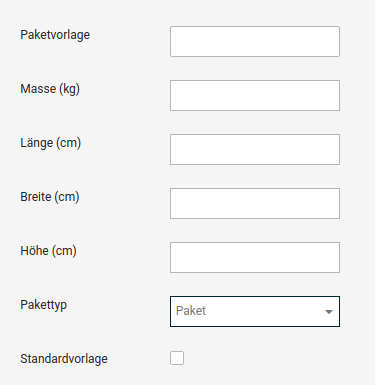 Paketvorlage
Masse (kg)
Länge (cm)
Breite (cm)
Höhe (cm)
Pakettyp Paket
Standardvorlage